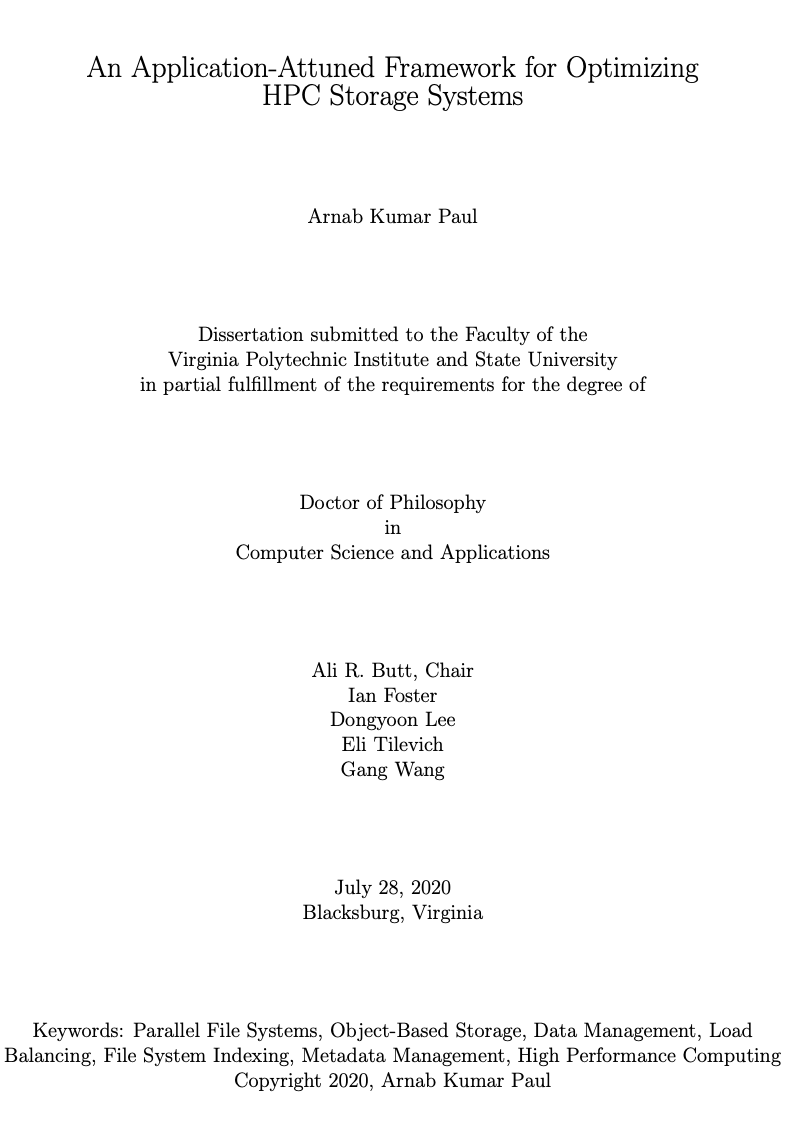 An Application-Attuned Framework for Optimizing
HPC Storage Systems
Arnab Kumar Paul
Dissertation submitted to the Faculty of the
Virginia Polytechnic Institute and State University
in partial fulfillment of the requirements for the degree of
Doctor of Philosophy
in
Computer Science and Applications
Ali R. Butt, Chair
Ian Foster
Dongyoon Lee
Eli Tilevich
Gang Wang
July 28, 2020
Blacksburg, Virginia
Keywords: Parallel File Systems, Object-Based Storage, Data Management, Load
Balancing, File System Indexing, Metadata Management, High Performance Computing
Copyright 2020, Arnab Kumar Paul